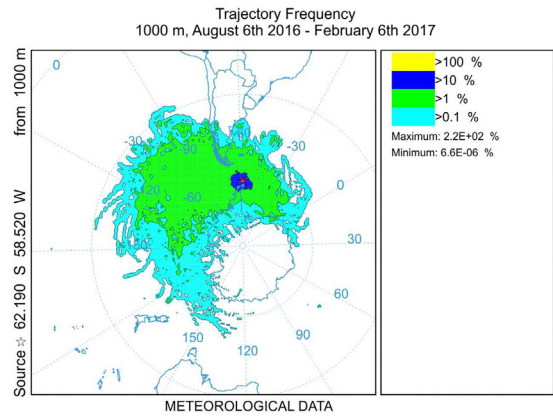 Trajectory Frequency
1000 m, August 6th 2016 - February 6th 2017
Source ☆ 62.190 S 58.520 W from 1000 m
0
-30
-90
-30
-120
-60
0
30
60
90
120
150
>100 %
>10 %
>1 %
>0.1 %
Maximum: 2.2E+02 %
Minimum: 6.6E-06 %
METEOROLOGICAL DATA